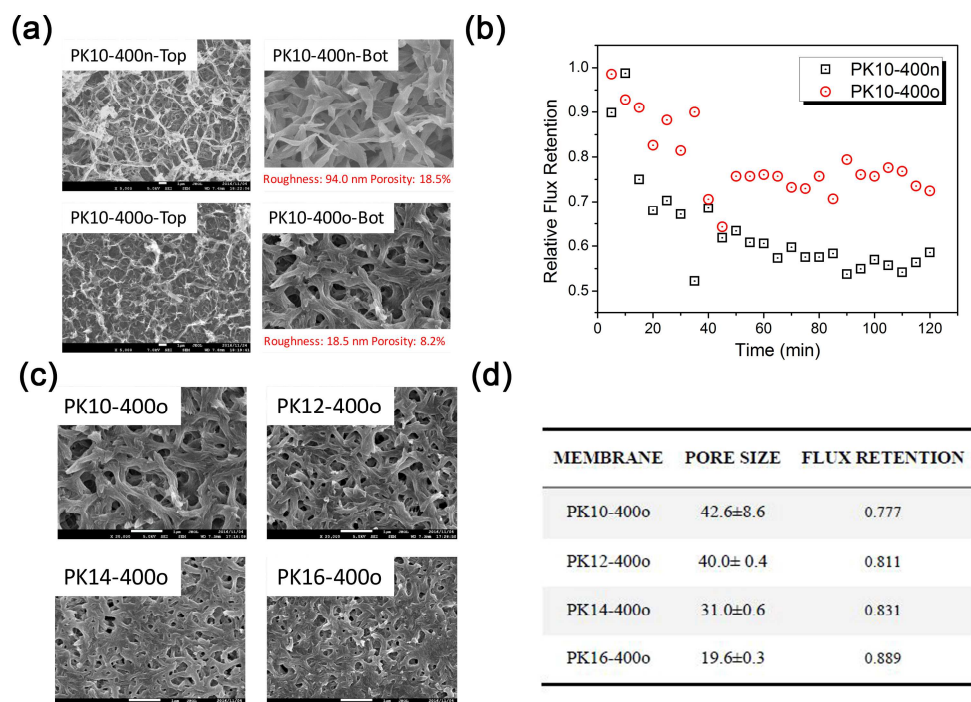 (a)
PK10-400n-Top
PK10-400n-Bot
Roughness: 94.0 nm Porosity: 18.5%
PK10-400o-Top
PK10-400o-Bot
Roughness: 18.5 nm Porosity: 8.2%
(b)
PK10-400n
PK10-400o
1.0
0.9
0.8
0.7
0.6
0.5
Relative Flux Retention
0 20 40 60 80 100 120
Time (min)
(c)
PK10-400o
PK12-400o
PK14-400o
PK16-400o
(d)
MEMBRANE PORE SIZE FLUX RETENTION
PK10-400o 42.6±8.6 0.777
PK12-400o 40.0± 0.4 0.811
PK14-400o 31.0±0.6 0.831
PK16-400o 19.6±0.3 0.889